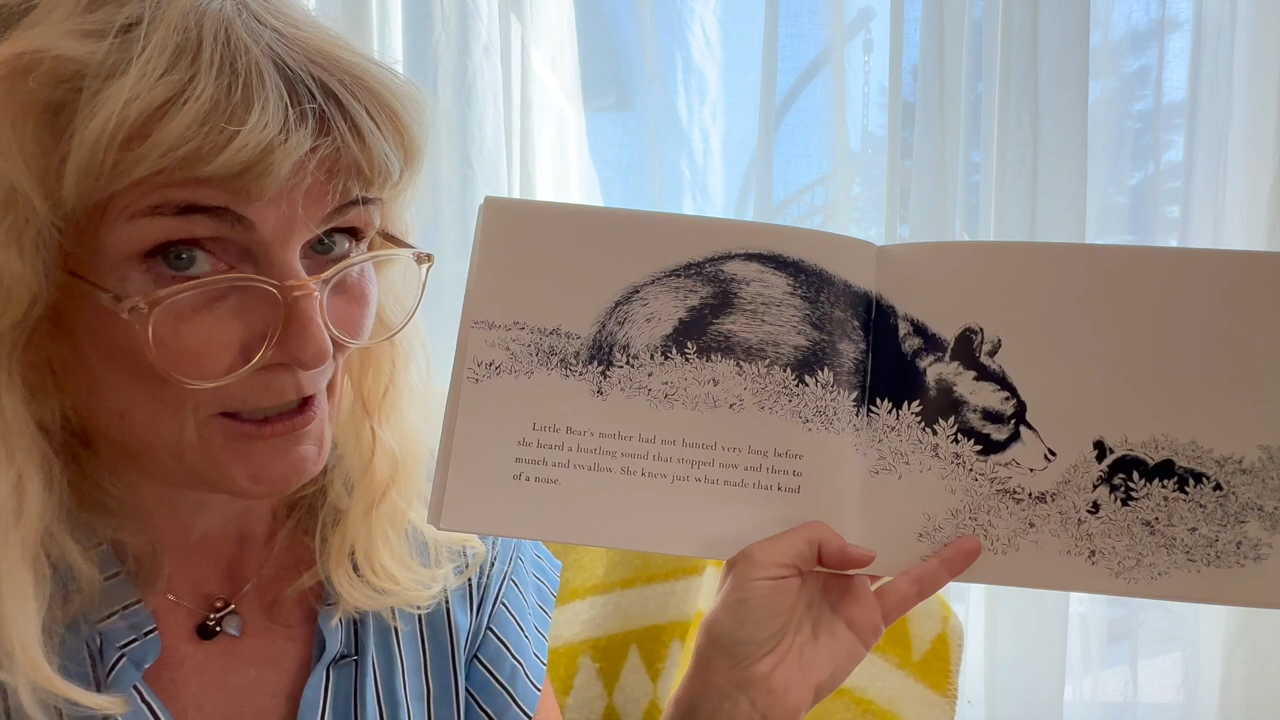 Little Bear's mother had not hunted very long before
she heard a hustling sound that stopped now and then to
munch and swallow. She knew just what made that kind
of a noise.